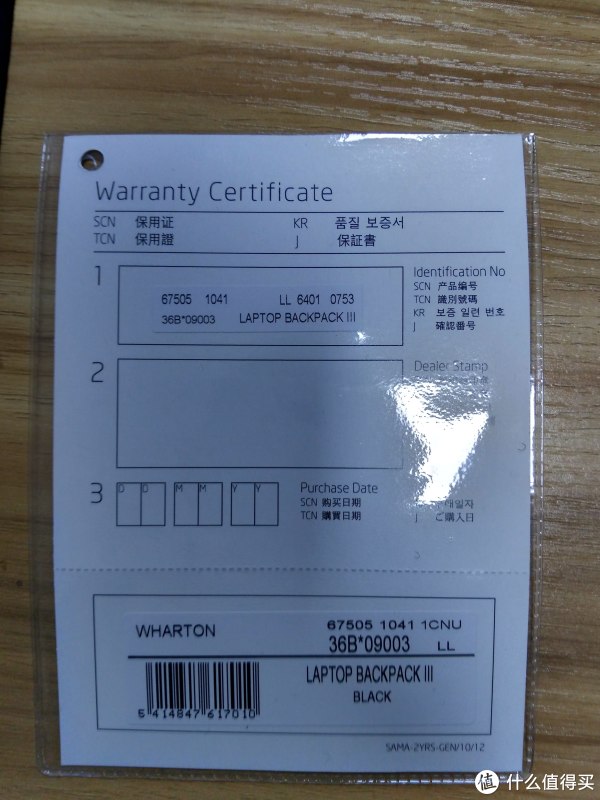 Warranty Certificate
SCN 保用证 KR 품질 보증서
TCN 保用證 J 保証書
1 Identification No
SCN 产品编号
TCN 識別號碼
KR 보증 일련 번호
J 確認番号
67505 1041 LL 6401 0753
36B*09003 LAPTOP BACKPACK III
2 Dealer Stamp
3 D D M M Y Y Purchase Date
SCN 购买日期
TCN 購買日期
J ご購入日
WHARTON 67505 1041 1CNU
36B*09003 LL
LAPTOP BACKPACK III
BLACK
5 414847 617010
SAMA-2YRS-GEN/10/12
值 什么值得买